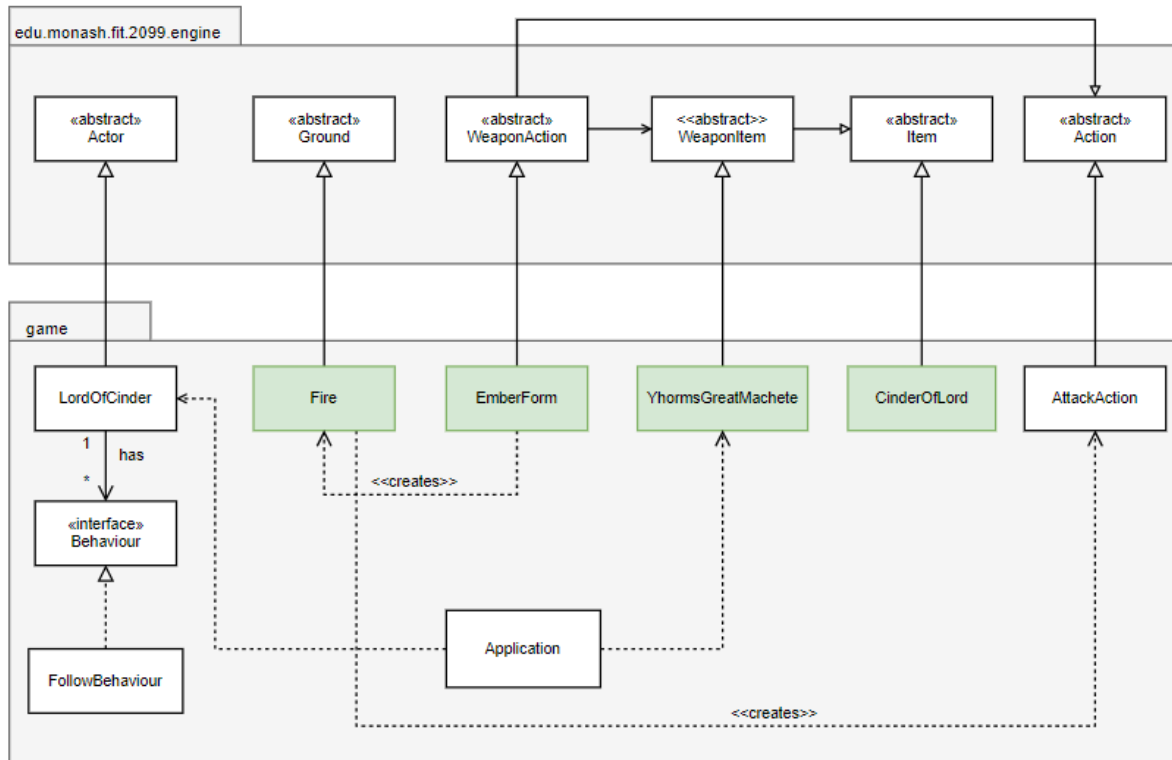 edu.monash.fit.2099.engine
«abstract»
Actor
«abstract»
Ground
«abstract»
WeaponAction
<<abstract>>
WeaponItem
«abstract»
Item
«abstract»
Action
game
LordOfCinder
Fire
EmberForm
YhormsGreatMachete
CinderOfLord
AttackAction
1
has
*
<<creates>>
«interface»
Behaviour
Application
FollowBehaviour
<<creates>>